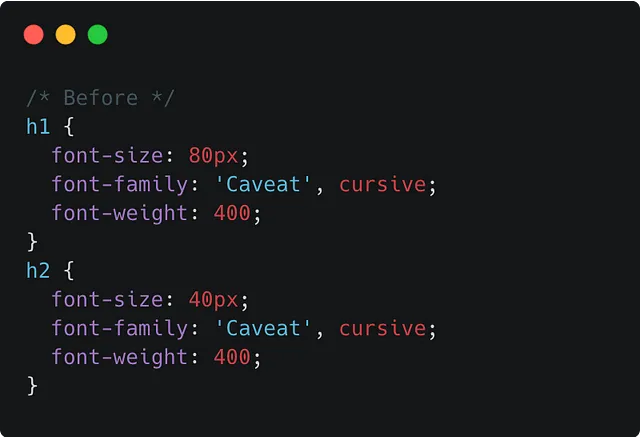 /* Before */
h1 {
  font-size: 80px;
  font-family: 'Caveat', cursive;
  font-weight: 400;
}
h2 {
  font-size: 40px;
  font-family: 'Caveat', cursive;
  font-weight: 400;
}